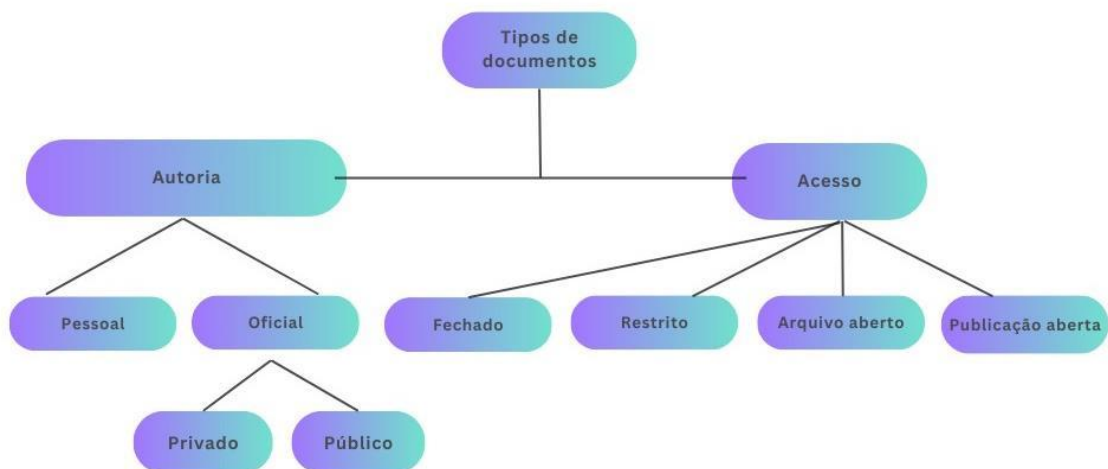 Tipos de
documentos
Autoria
Acesso
Pessoal
Oficial
Fechado
Restrito
Arquivo aberto
Publicação aberta
Privado
Público